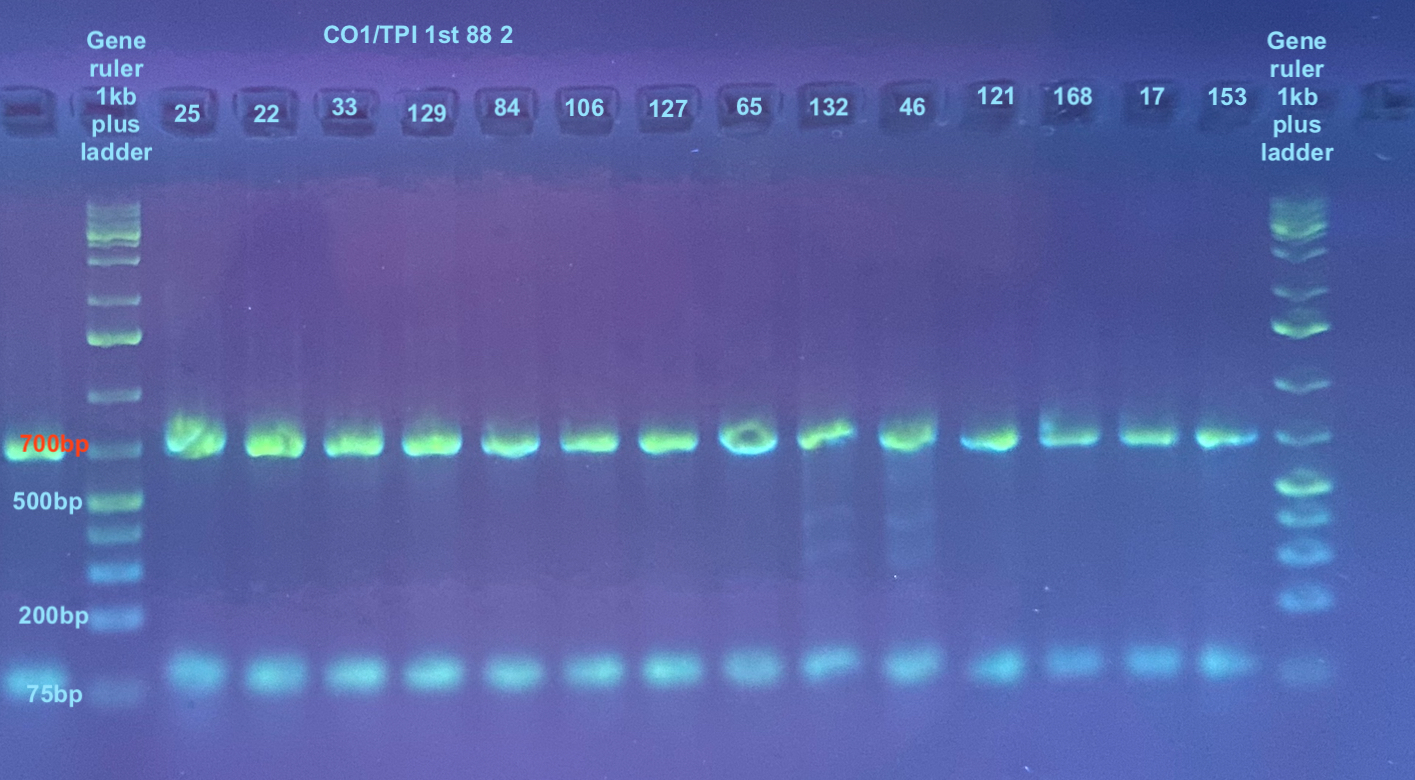 CO1/TPI 1st 88 2
Gene
ruler
1kb
plus
ladder
25
22
33
129
84
106
127
65
132
46
121
168
17
153
Gene
ruler
1kb
plus
ladder
700bp
500bp
200bp
75bp